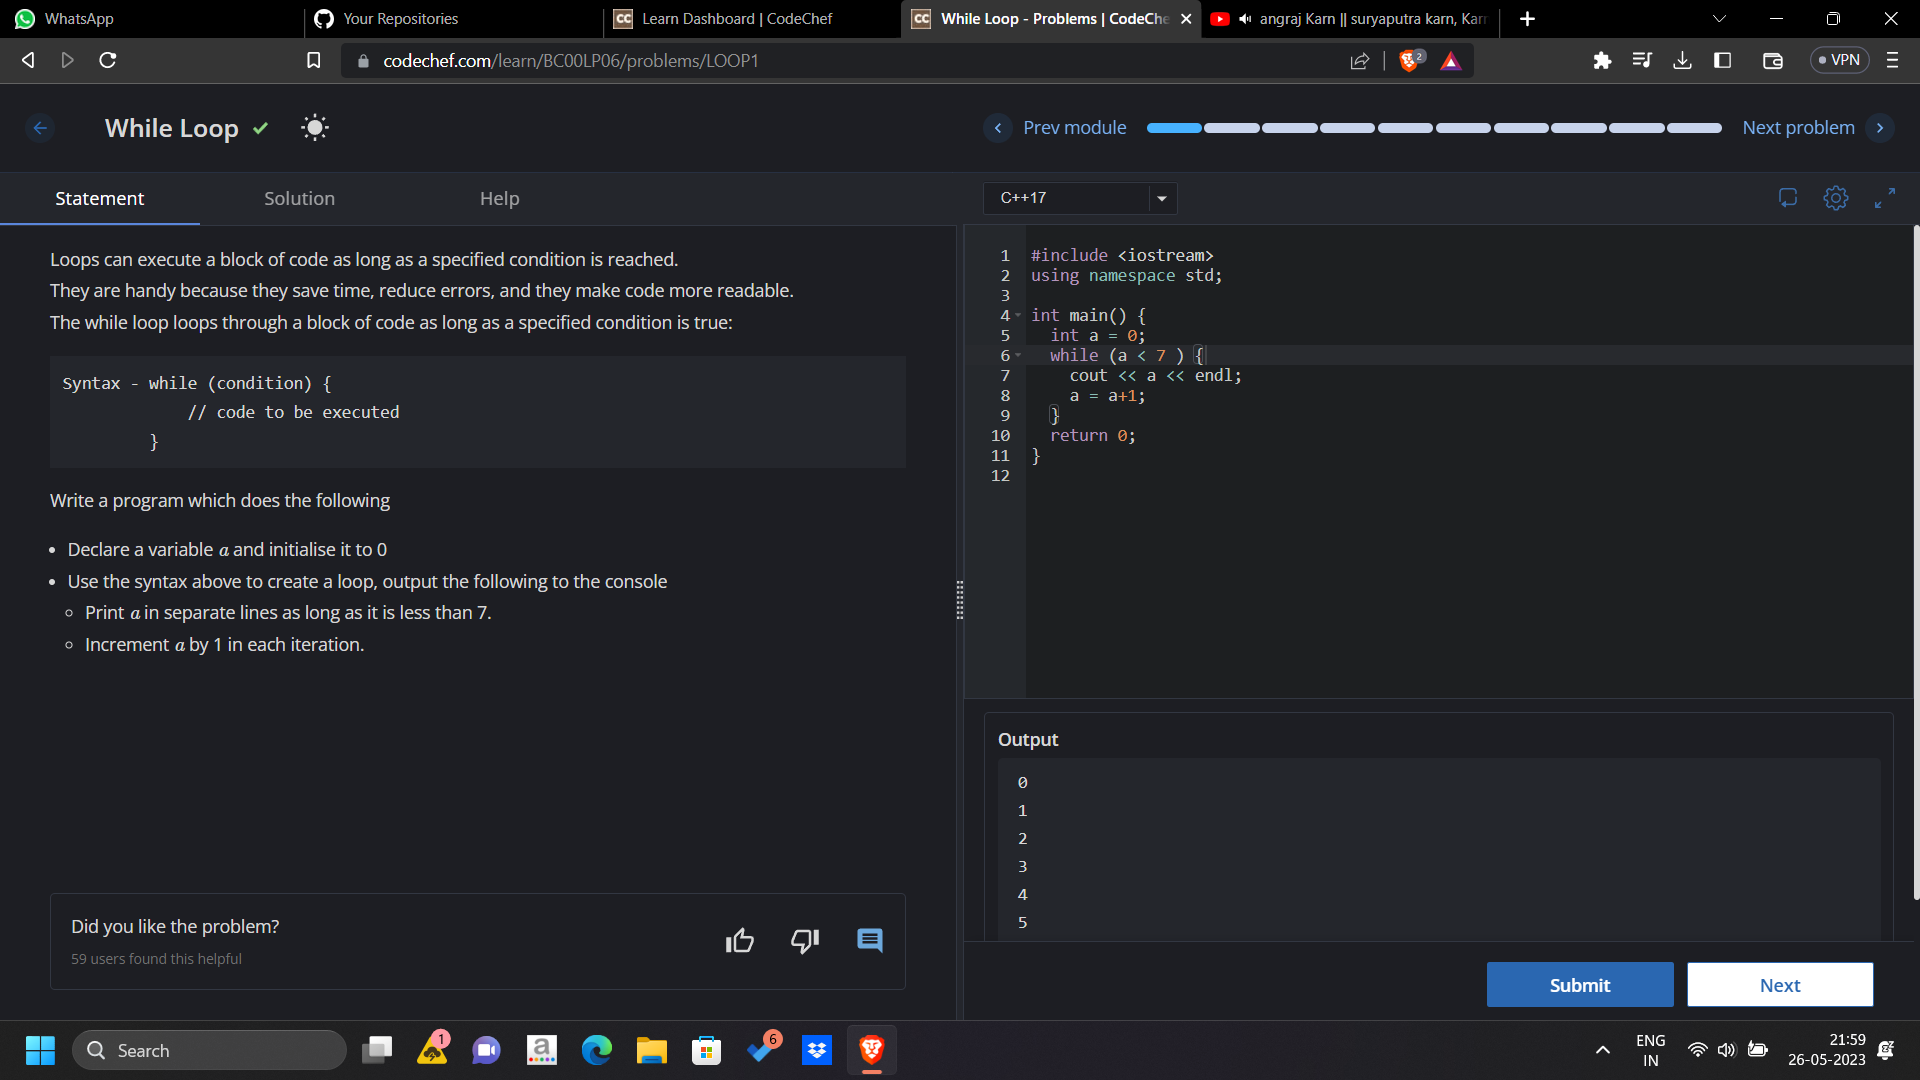 WhatsApp
Your Repositories
Learn Dashboard | CodeChef
While Loop - Problems | CodeChe
angraj Karn || suryaputra karn, Karn
codechef.com/learn/BC00LP06/problems/LOOP1
2
VPN
While Loop
Prev module
Next problem
Statement
Solution
Help
Loops can execute a block of code as long as a specified condition is reached.
They are handy because they save time, reduce errors, and they make code more readable.
The while loop loops through a block of code as long as a specified condition is true:
Syntax - while (condition) {
// code to be executed
}
Write a program which does the following
• Declare a variable a and initialise it to 0
• Use the syntax above to create a loop, output the following to the console
◦ Print a in separate lines as long as it is less than 7.
◦ Increment a by 1 in each iteration.
Did you like the problem?
59 users found this helpful
C++17
1 #include <iostream>
2 using namespace std;
3
4 int main() {
5 int a = 0;
6 while (a < 7 ) {
7 cout << a << endl;
8 a = a+1;
9 }
10 return 0;
11 }
12
Output
0
1
2
3
4
5
Submit
Next
Search
1
a
6
ENG
IN
21:59
26-05-2023